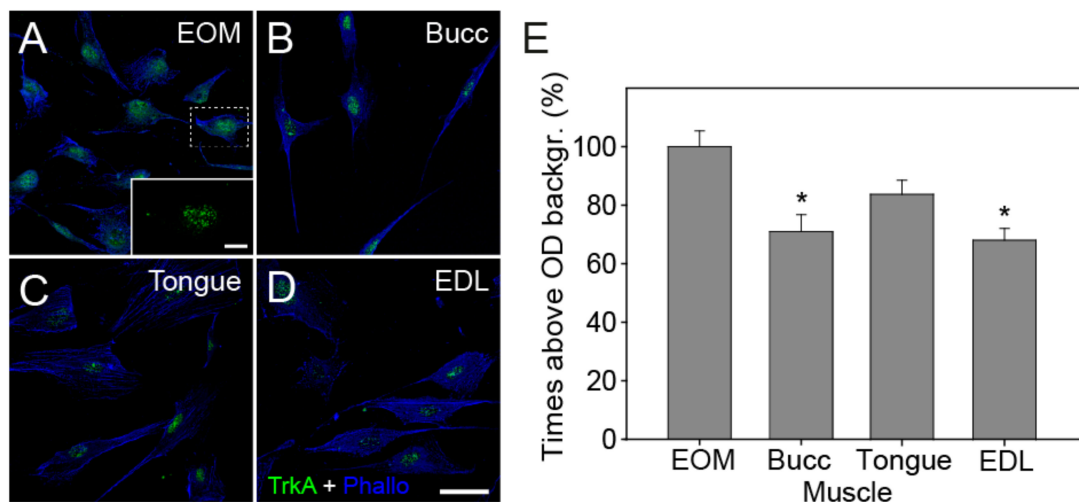 A
EOM
B
Bucc
C
Tongue
D
EDL
TrkA + Phallo
E
Times above OD backgr. (%)
100
80
60
40
20
0
*
*
EOM Bucc Tongue EDL
Muscle